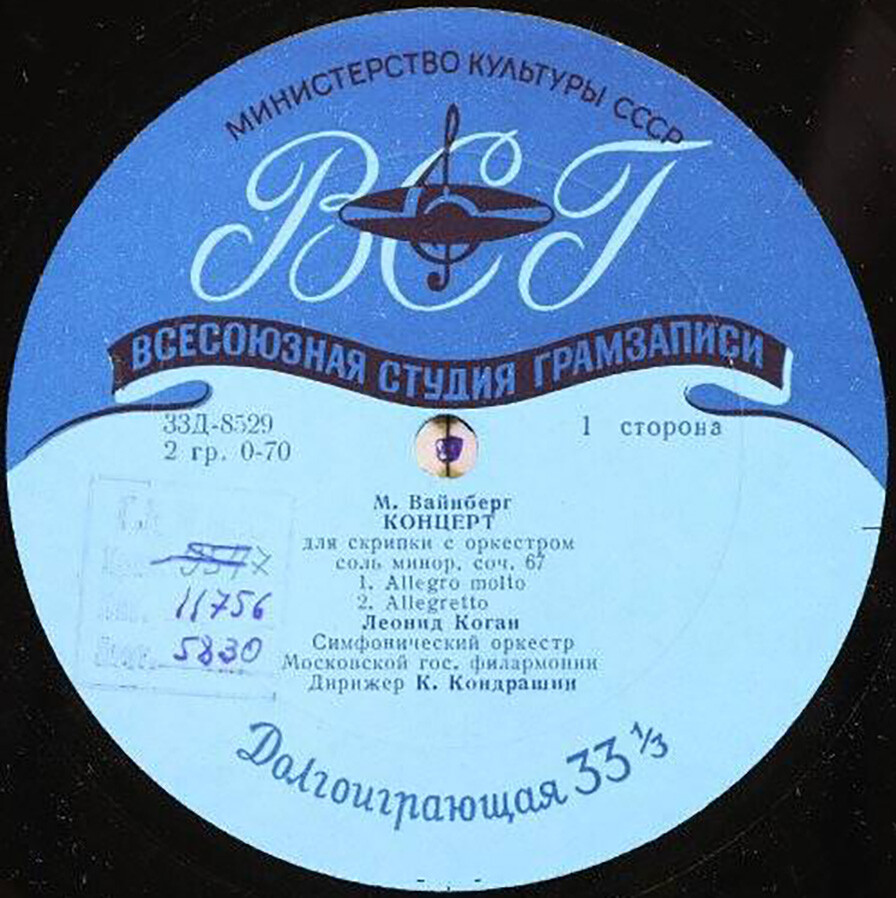 МИНИСТЕРСТВО КУЛЬТУРЫ СССР
ВСГ
ВСЕСОЮЗНАЯ СТУДИЯ ГРАМЗАПИСИ
33Д-8529
2 гр. 0-70
1 сторона
М. Вайнберг
КОНЦЕРТ
для скрипки с оркестром
соль минор, соч. 67
1. Allegro molto
2. Allegretto
Леонид Коган
Симфонический оркестр
Московской гос. филармонии
Дирижер К. Кондрашин
11756
5830
Долгоиграющая 33 1/3